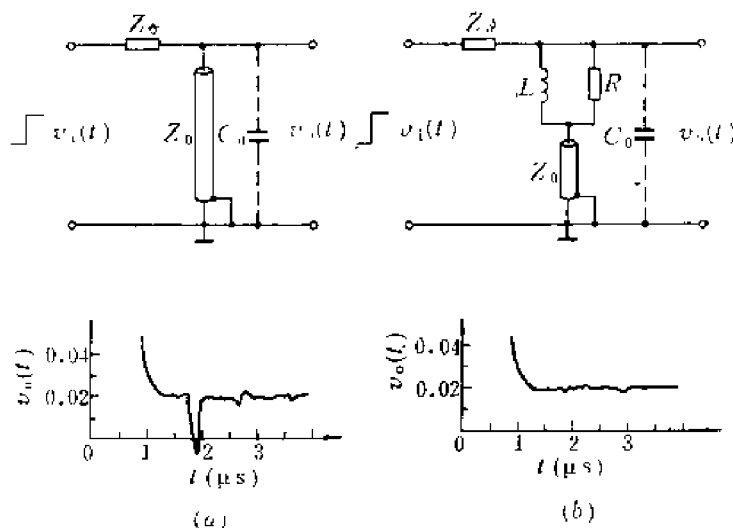 Z₀
Z₀
v₁(t)
Z₀
C₀
v₀(t)
v₁(t)
L
R
Z₀
C₀
v₀(t)
v₀(t)
0.04
0.02
0
1
2
3
t(μs)
(a)
v₀(t)
0.04
0.02
0
1
2
3
t(μs)
(b)